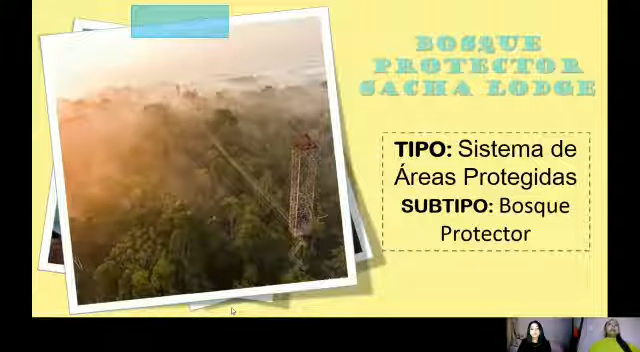 BOSQUE
PROTECTOR
SACHA LODGE
TIPO: Sistema de
Áreas Protegidas
SUBTIPO: Bosque
Protector